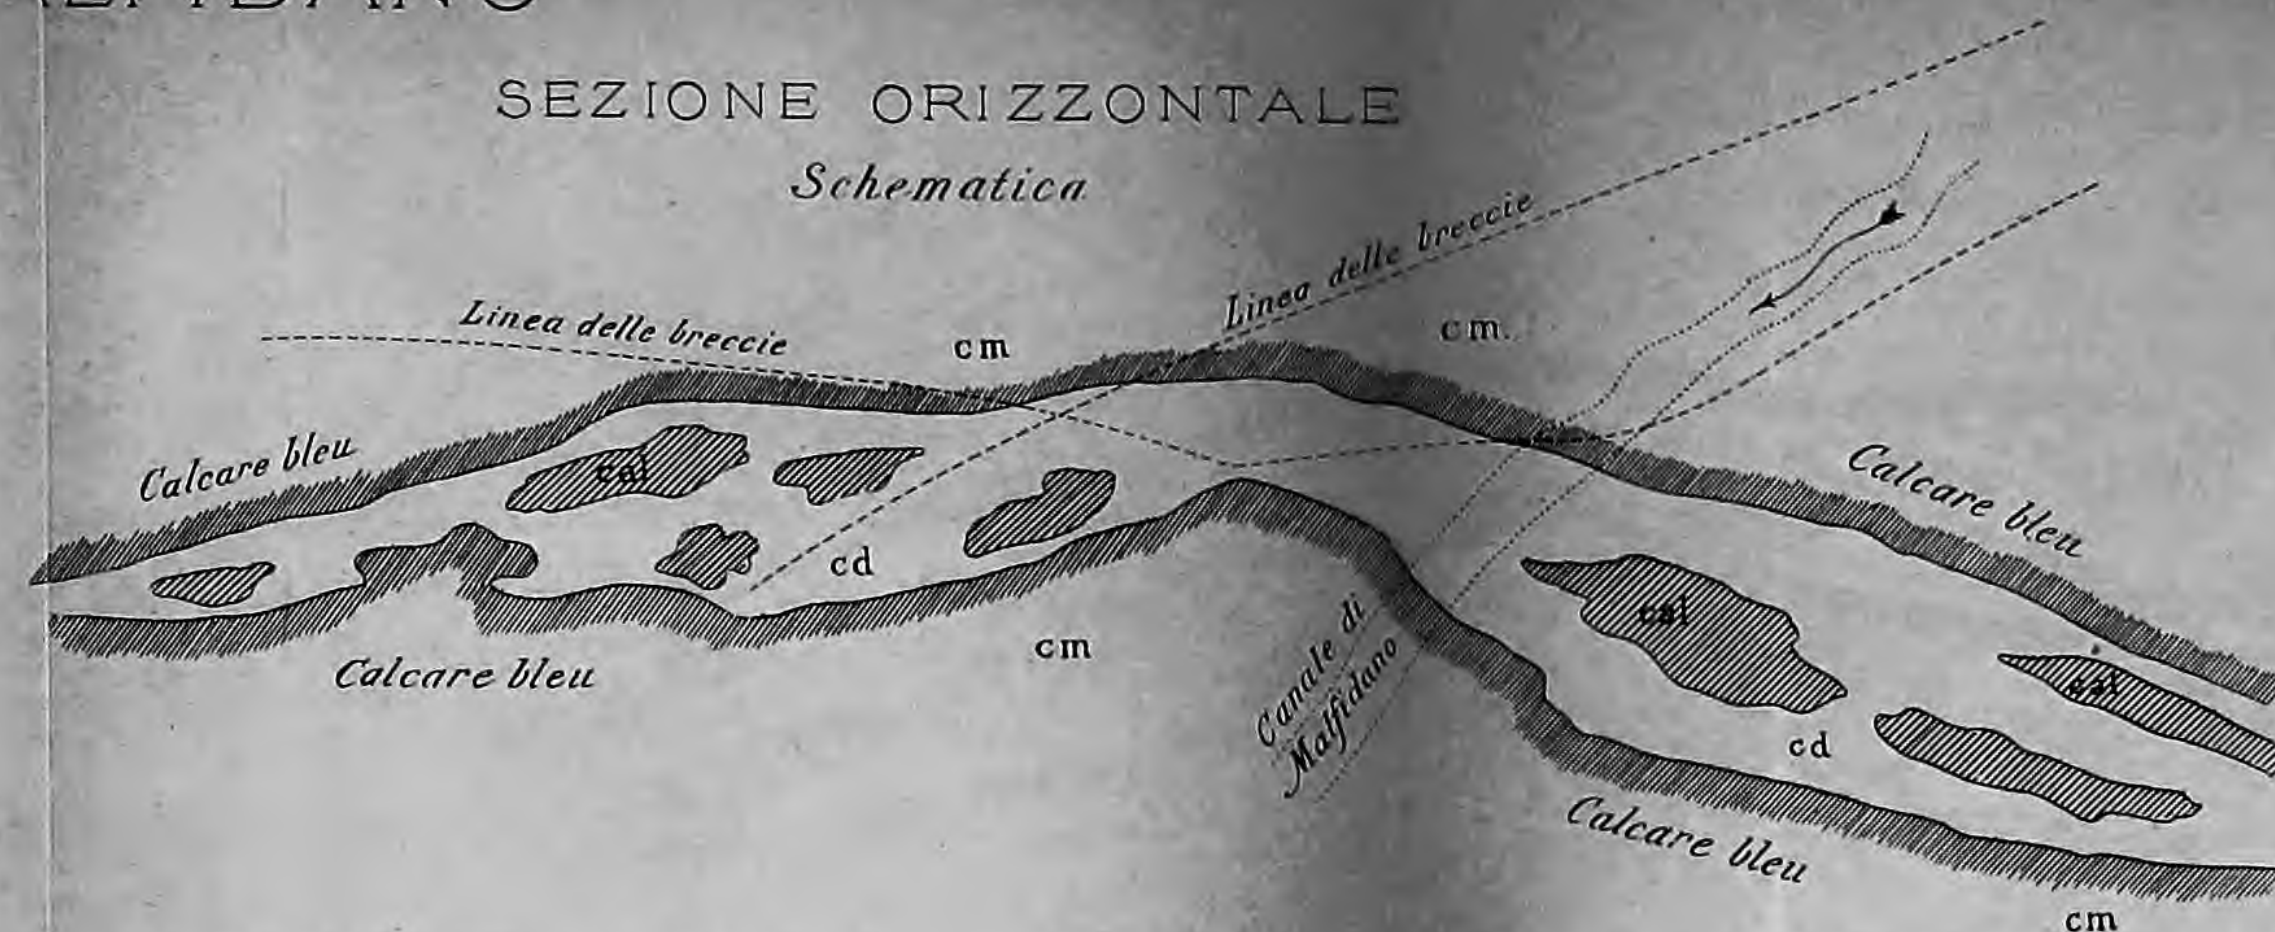 SEZIONE ORIZZONTALE
Schematica
Linea delle breccie
Linea delle breccie
cm
cm.
Calcare bleu
cal
Calcare bleu
cd
cal
cm
Calcare bleu
Canale di
Malfidano
cal
cd
Calcare bleu
cm